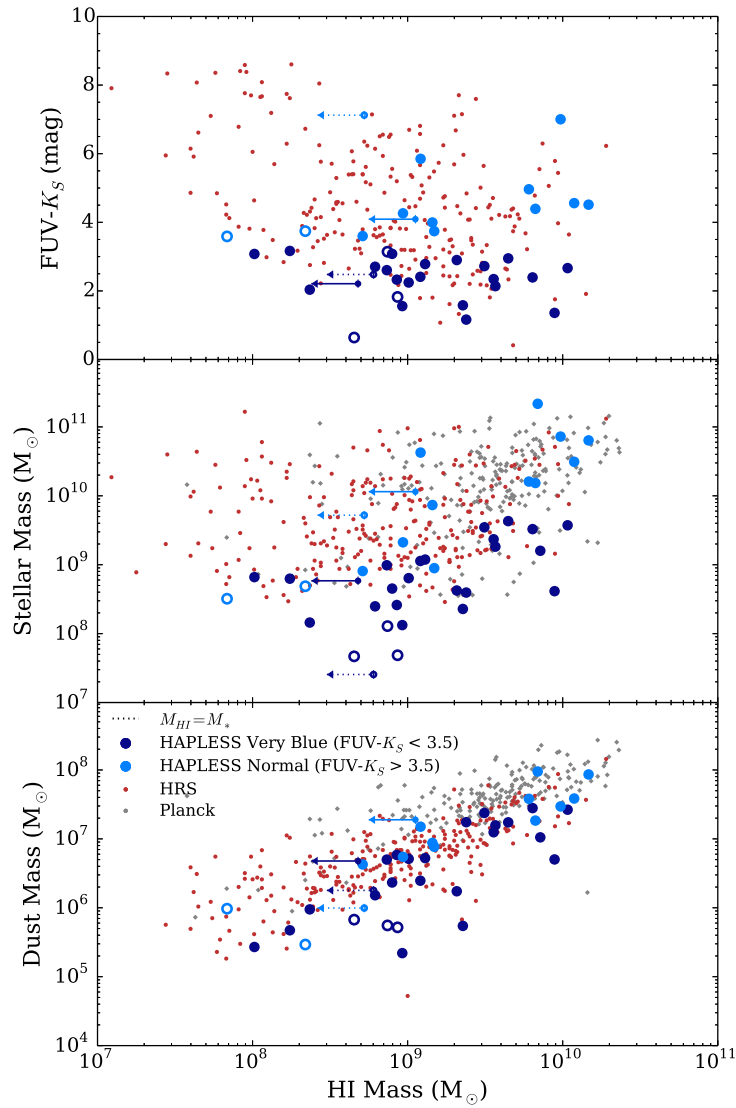 10
8
6
4
2
0
FUV-K_S (mag)
10^11
10^10
10^9
10^8
10^7
Stellar Mass (M_☉)
M_HI=M_*
HAPLESS Very Blue (FUV-K_S < 3.5)
HAPLESS Normal (FUV-K_S > 3.5)
HRS
Planck
10^8
10^7
10^6
10^5
10^4
Dust Mass (M_☉)
10^7 10^8 10^9 10^10 10^11
HI Mass (M_☉)